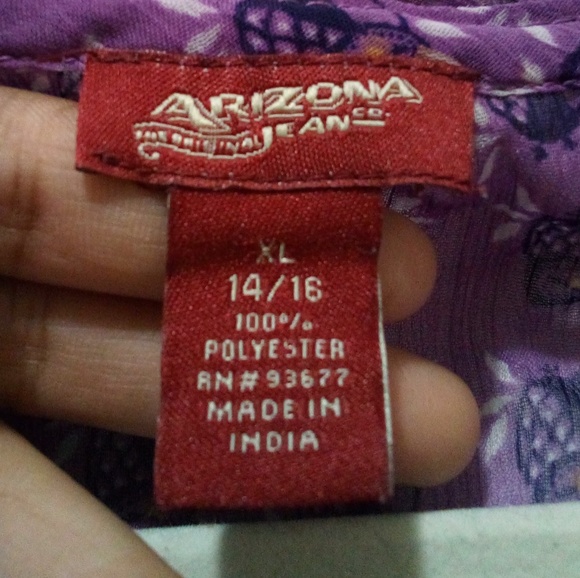 ARIZONA
THE ORIGINAL JEAN CO.
XL
14/16
100%
POLYESTER
RN# 93677
MADE IN
INDIA